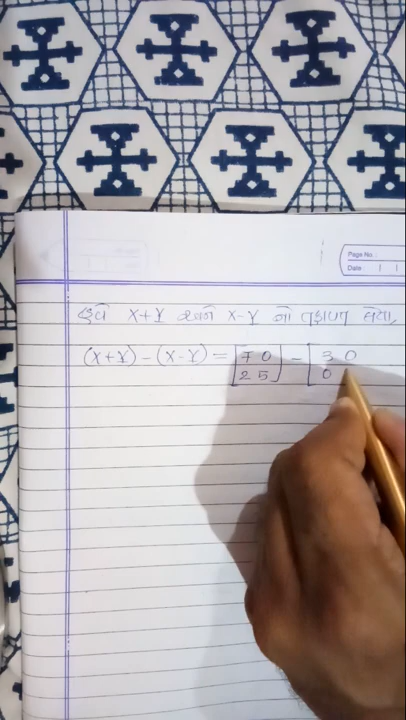 Page No
Date
હવે X+Y અને X-Y નો તફાવત લેતા,
(X+Y) - (X-Y) = [7 0 2 5] - [3 0 0